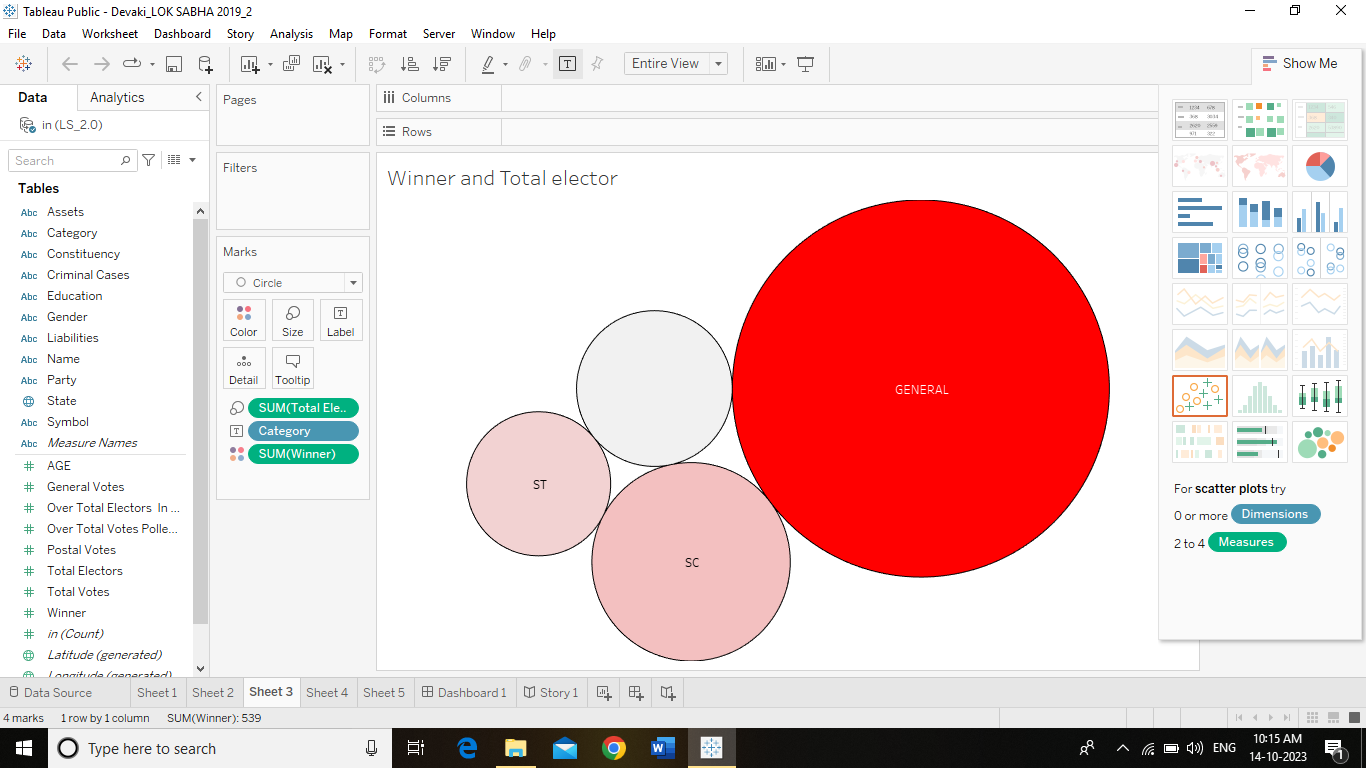 Tableau Public - Devaki_LOK SABHA 2019_2
File Data Worksheet Dashboard Story Analysis Map Format Server Window Help
Entire View
Show Me
Data Analytics
in (LS_2.0)
Search
Tables
Abc Assets
Abc Category
Abc Constituency
Abc Criminal Cases
Abc Education
Abc Gender
Abc Liabilities
Abc Name
Abc Party
State
Abc Symbol
Abc Measure Names
AGE
General Votes
Over Total Electors In ...
Over Total Votes Polle...
Postal Votes
Total Electors
Total Votes
Winner
in (Count)
Latitude (generated)
Longitude (generated)
Pages
Filters
Marks
Circle
Color Size Label
Detail Tooltip
SUM(Total Ele..
Category
SUM(Winner)
Columns
Rows
Winner and Total elector
GENERAL
ST
SC
For scatter plots try
0 or more Dimensions
2 to 4 Measures
Data Source Sheet 1 Sheet 2 Sheet 3 Sheet 4 Sheet 5 Dashboard 1 Story 1
4 marks 1 row by 1 column SUM(Winner): 539
Type here to search
ENG
10:15 AM
14-10-2023
1